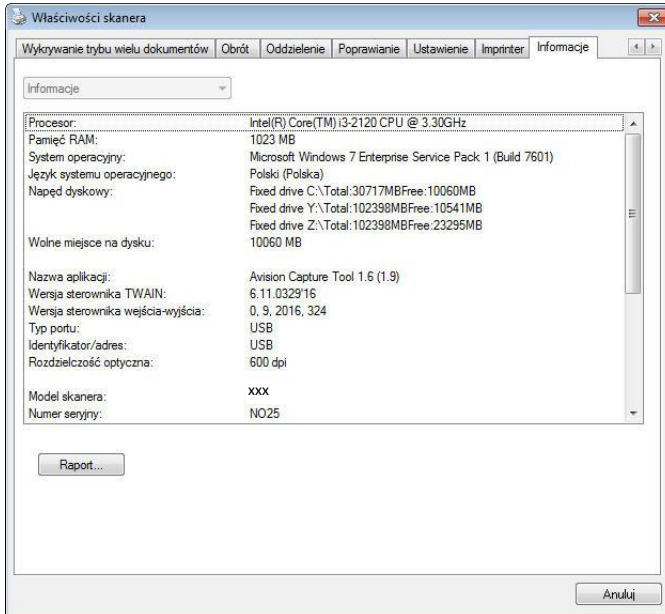 Właściwości skanera
Wykrywanie trybu wielu dokumentów Obrót Oddzielenie Poprawianie Ustawienie Imprinter Informacje
Informacje
Procesor: Intel(R) Core(TM) i3-2120 CPU @ 3.30GHz
Pamięć RAM: 1023 MB
System operacyjny: Microsoft Windows 7 Enterprise Service Pack 1 (Build 7601)
Język systemu operacyjnego: Polski (Polska)
Napęd dyskowy: Fixed drive C:\Total:30717MBFree:10060MB
Fixed drive Y:\Total:102398MBFree:10541MB
Fixed drive Z:\Total:102398MBFree:23295MB
Wolne miejsce na dysku: 10060 MB
Nazwa aplikacji: Avision Capture Tool 1.6 (1.9)
Wersja sterownika TWAIN: 6.11.0329'16
Wersja sterownika wejścia-wyjścia: 0, 9, 2016, 324
Typ portu: USB
Identyfikator/adres: USB
Rozdzielczość optyczna: 600 dpi
Model skanera: xxx
Numer seryjny: NO25
Raport...
Anuluj